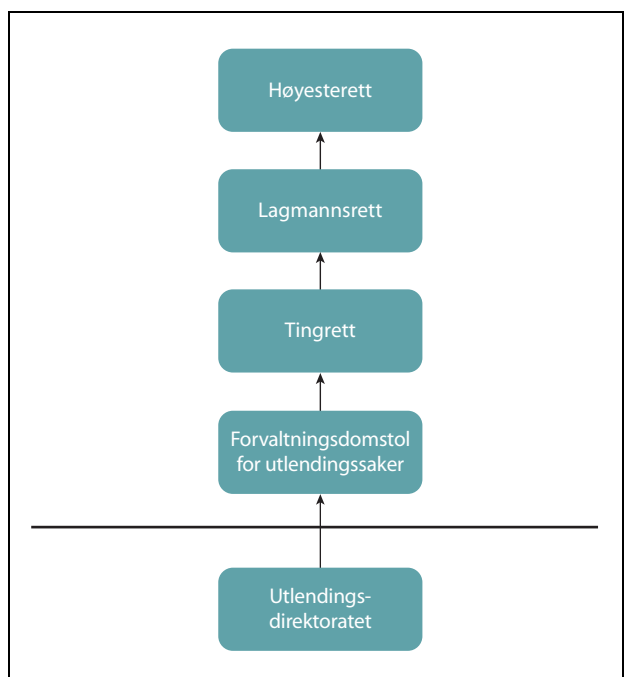 Høyesterett
Lagmannsrett
Tingrett
Forvaltningsdomstol
for utlendingssaker
Utlendings-
direktoratet